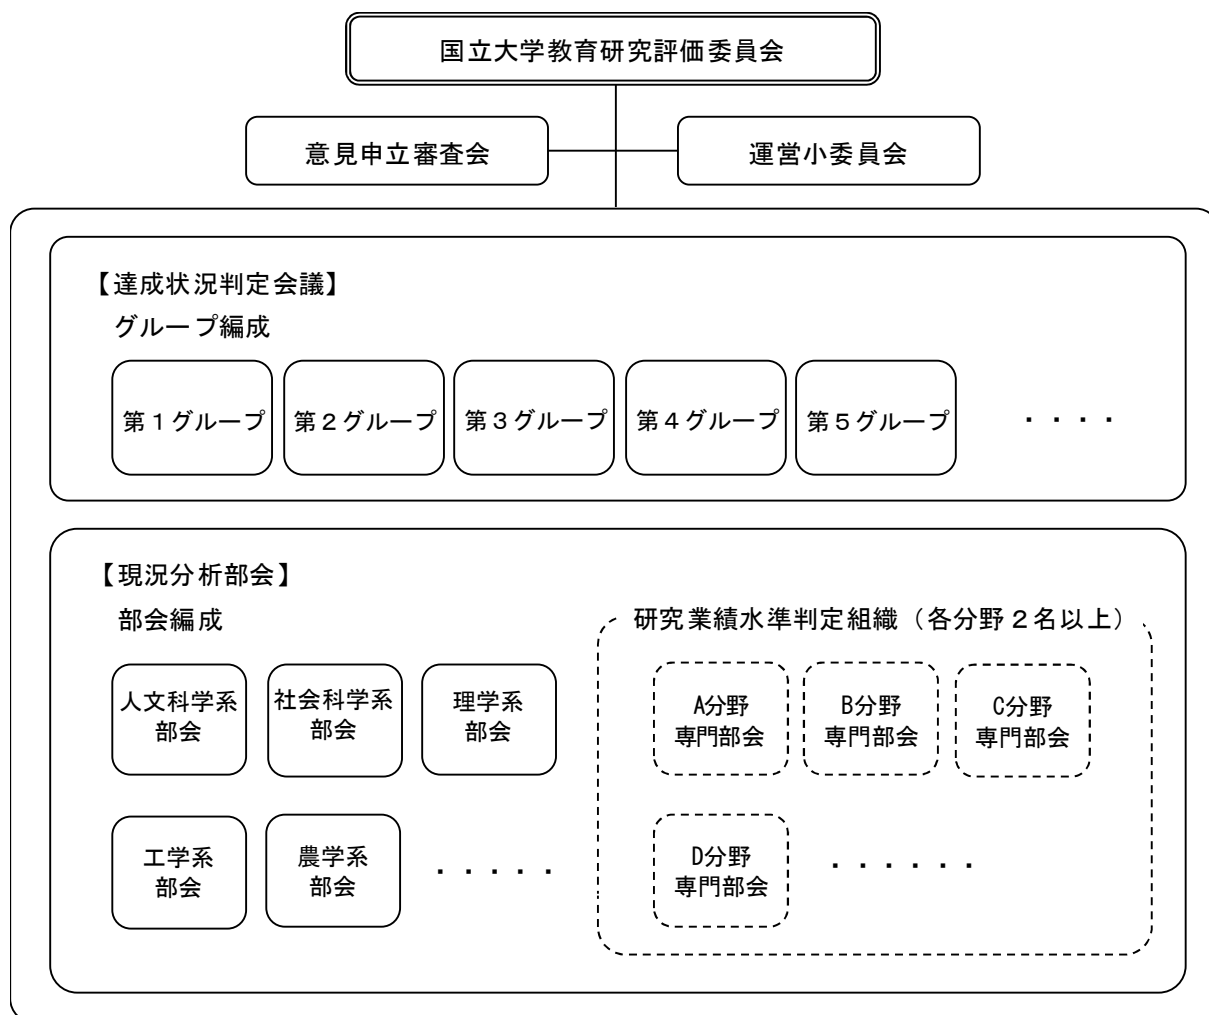 国立大学教育研究評価委員会
意見申立審査会
運営小委員会
【達成状況判定会議】
グループ編成
第１グループ
第２グループ
第３グループ
第４グループ
第５グループ
・・・・
【現況分析部会】
部会編成
研究業績水準判定組織（各分野２名以上）
人文科学系
部会
社会科学系
部会
理学系
部会
A分野
専門部会
B分野
専門部会
C分野
専門部会
工学系
部会
農学系
部会
・・・・・
D分野
専門部会
・・・・・・